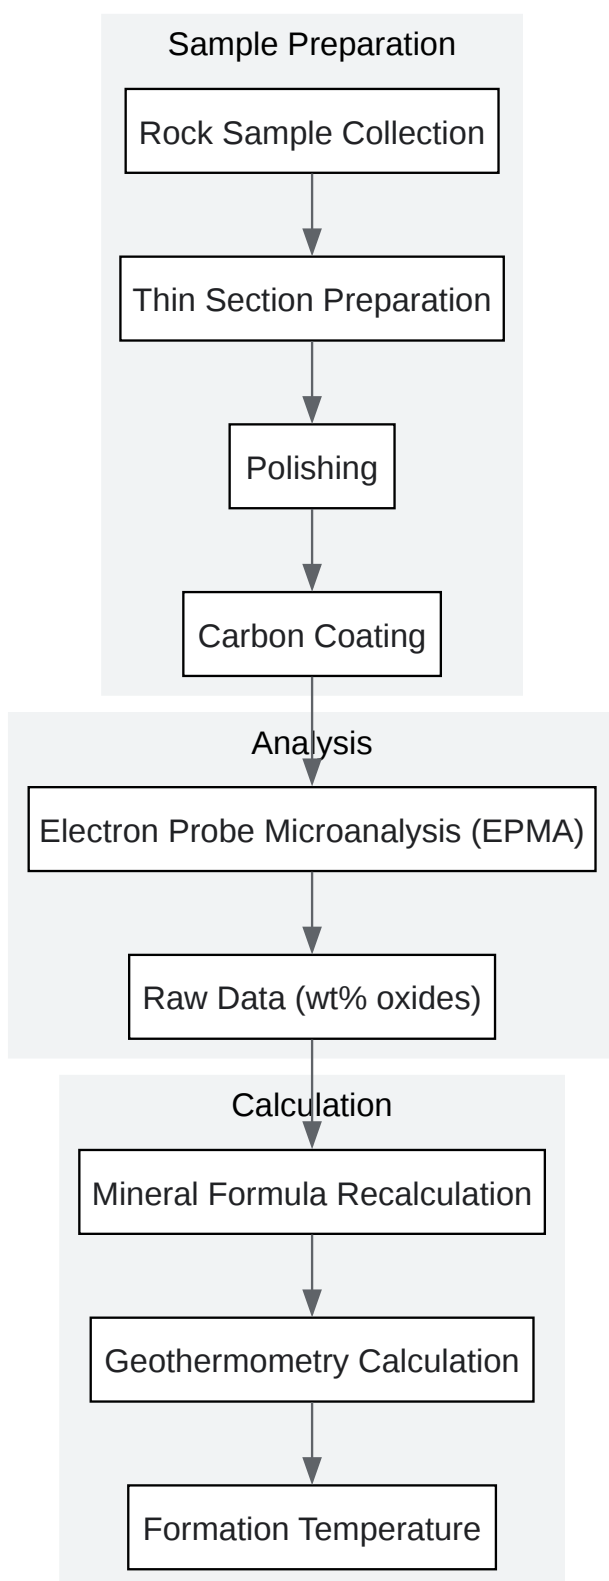 Sample Preparation
Rock Sample Collection
Thin Section Preparation
Polishing
Carbon Coating
Analysis
Electron Probe Microanalysis (EPMA)
Raw Data (wt% oxides)
Calculation
Mineral Formula Recalculation
Geothermometry Calculation
Formation Temperature